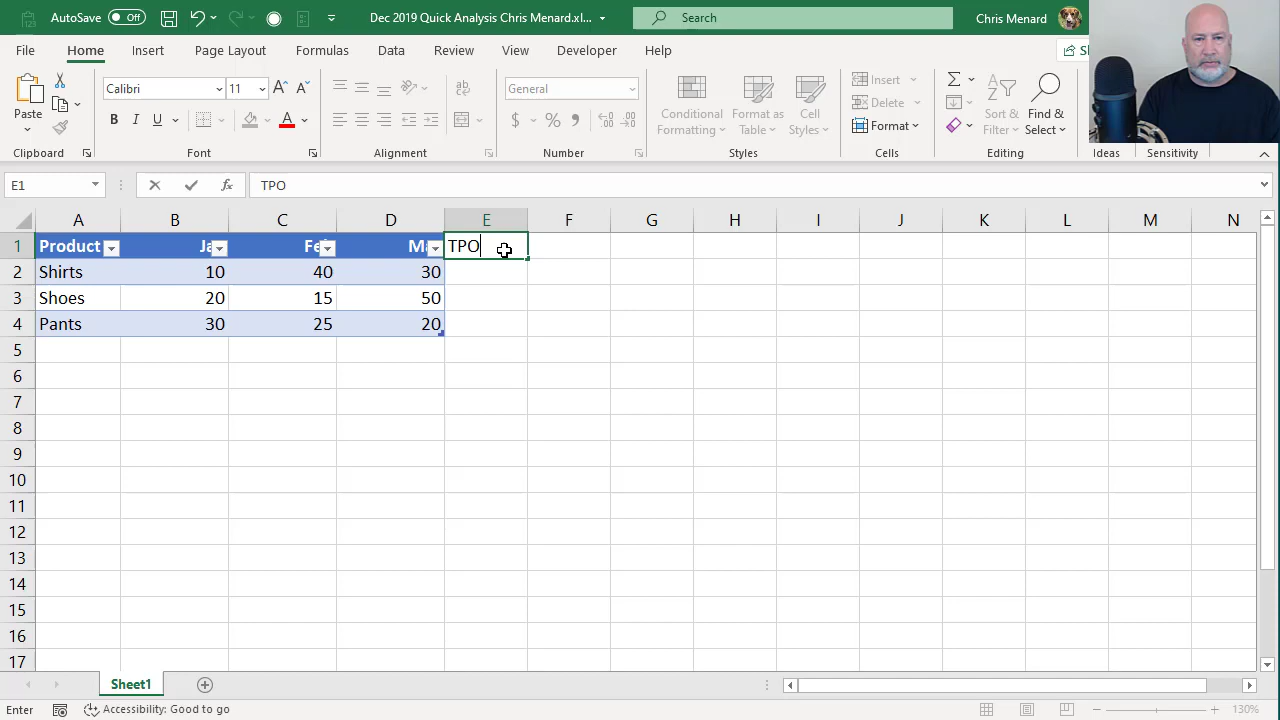 AutoSave Off Dec 2019 Quick Analysis Chris Menard.xl... Search Chris Menard
File Home Insert Page Layout Formulas Data Review View Developer Help
Paste
Clipboard
Calibri 11
B I U A
Font
Alignment
General
$ % ,
Number
Conditional Formatting
Format as Table
Cell Styles
Styles
Insert
Delete
Format
Cells
Sort & Filter
Find & Select
Editing
Ideas
Sensitivity
E1 fx TPO
A B C D E F G H I J K L M N
1 Product Ja Fe Ma TPO
2 Shirts 10 40 30
3 Shoes 20 15 50
4 Pants 30 25 20
5
6
7
8
9
10
11
12
13
14
15
16
17
Sheet1
Enter Accessibility: Good to go 130%